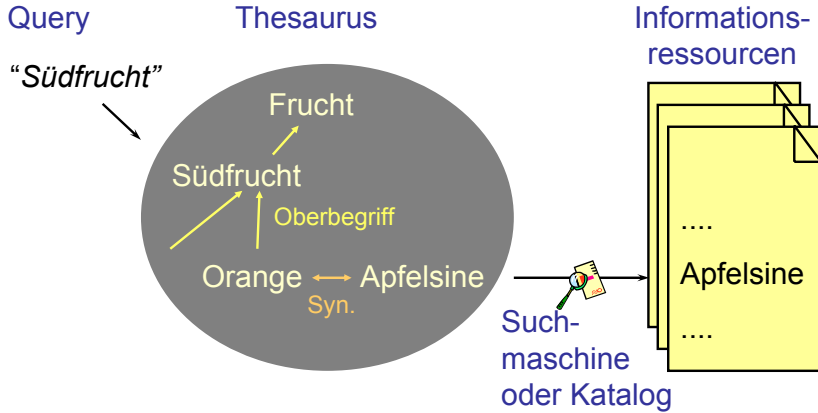 Query
Thesaurus
Informations-
ressourcen
“Südfrucht”
Frucht
Südfrucht
Oberbegriff
Orange
Apfelsine
Syn.
Such-
maschine
oder Katalog
....
Apfelsine
....